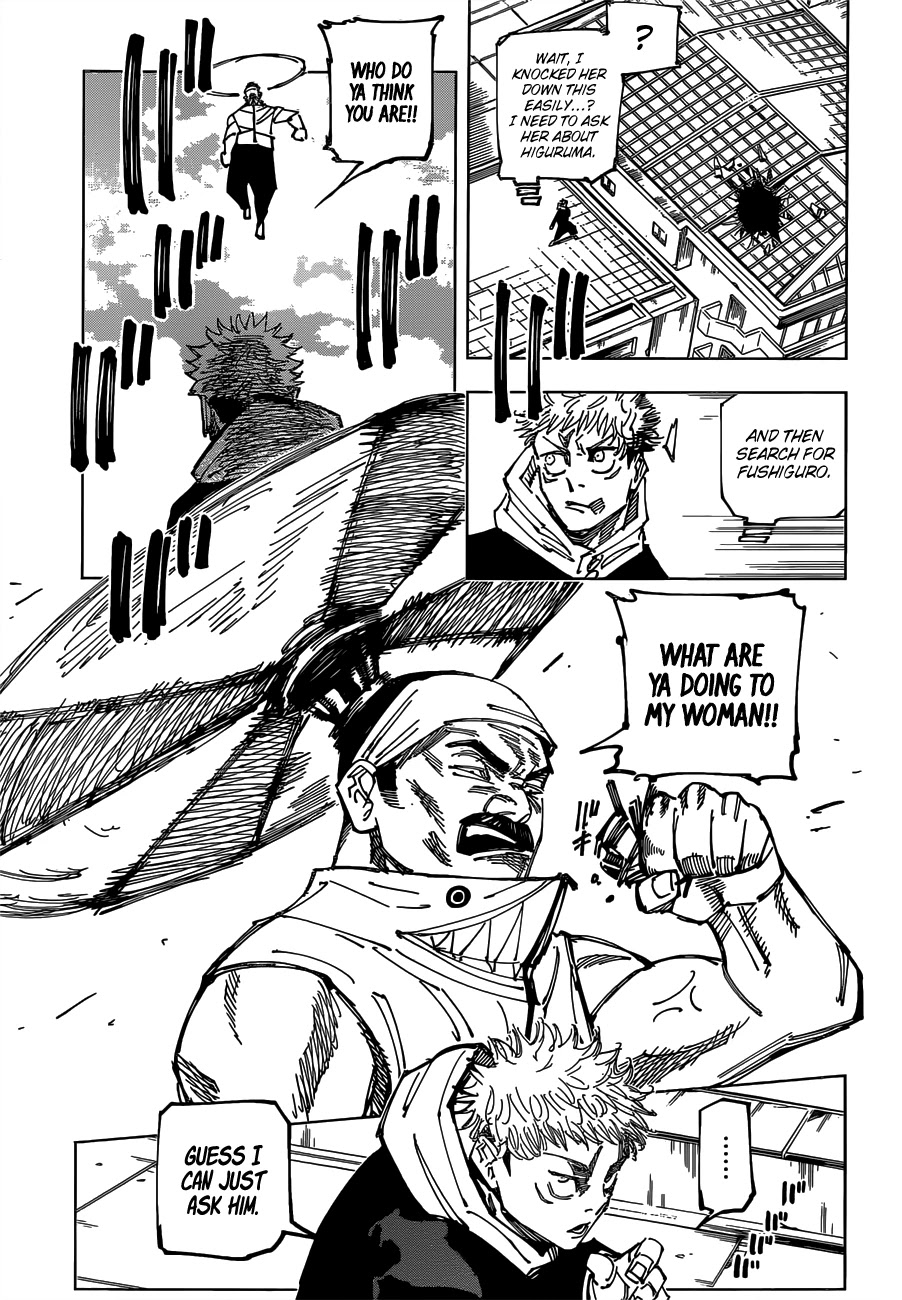 ?
WAIT, I
KNOCKED HER
DOWN THIS
EASILY...?
I NEED TO ASK
HER ABOUT
HIGURUMA.
AND THEN
SEARCH FOR
FUSHIGURO.
WHO DO
YA THINK
YOU ARE!!
WHAT ARE
YA DOING TO
MY WOMAN!!
......
GUESS I
CAN JUST
ASK HIM.